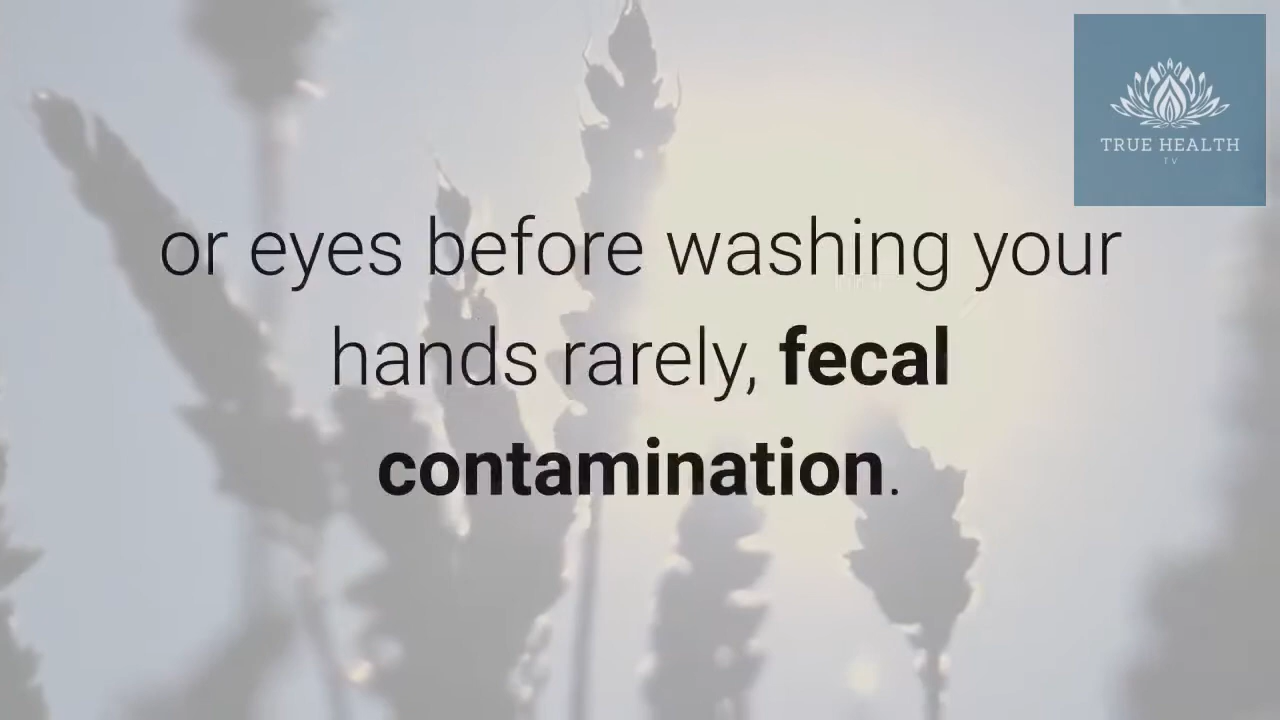 TRUE HEALTH
TV
or eyes before washing your
hands rarely, fecal
contamination.